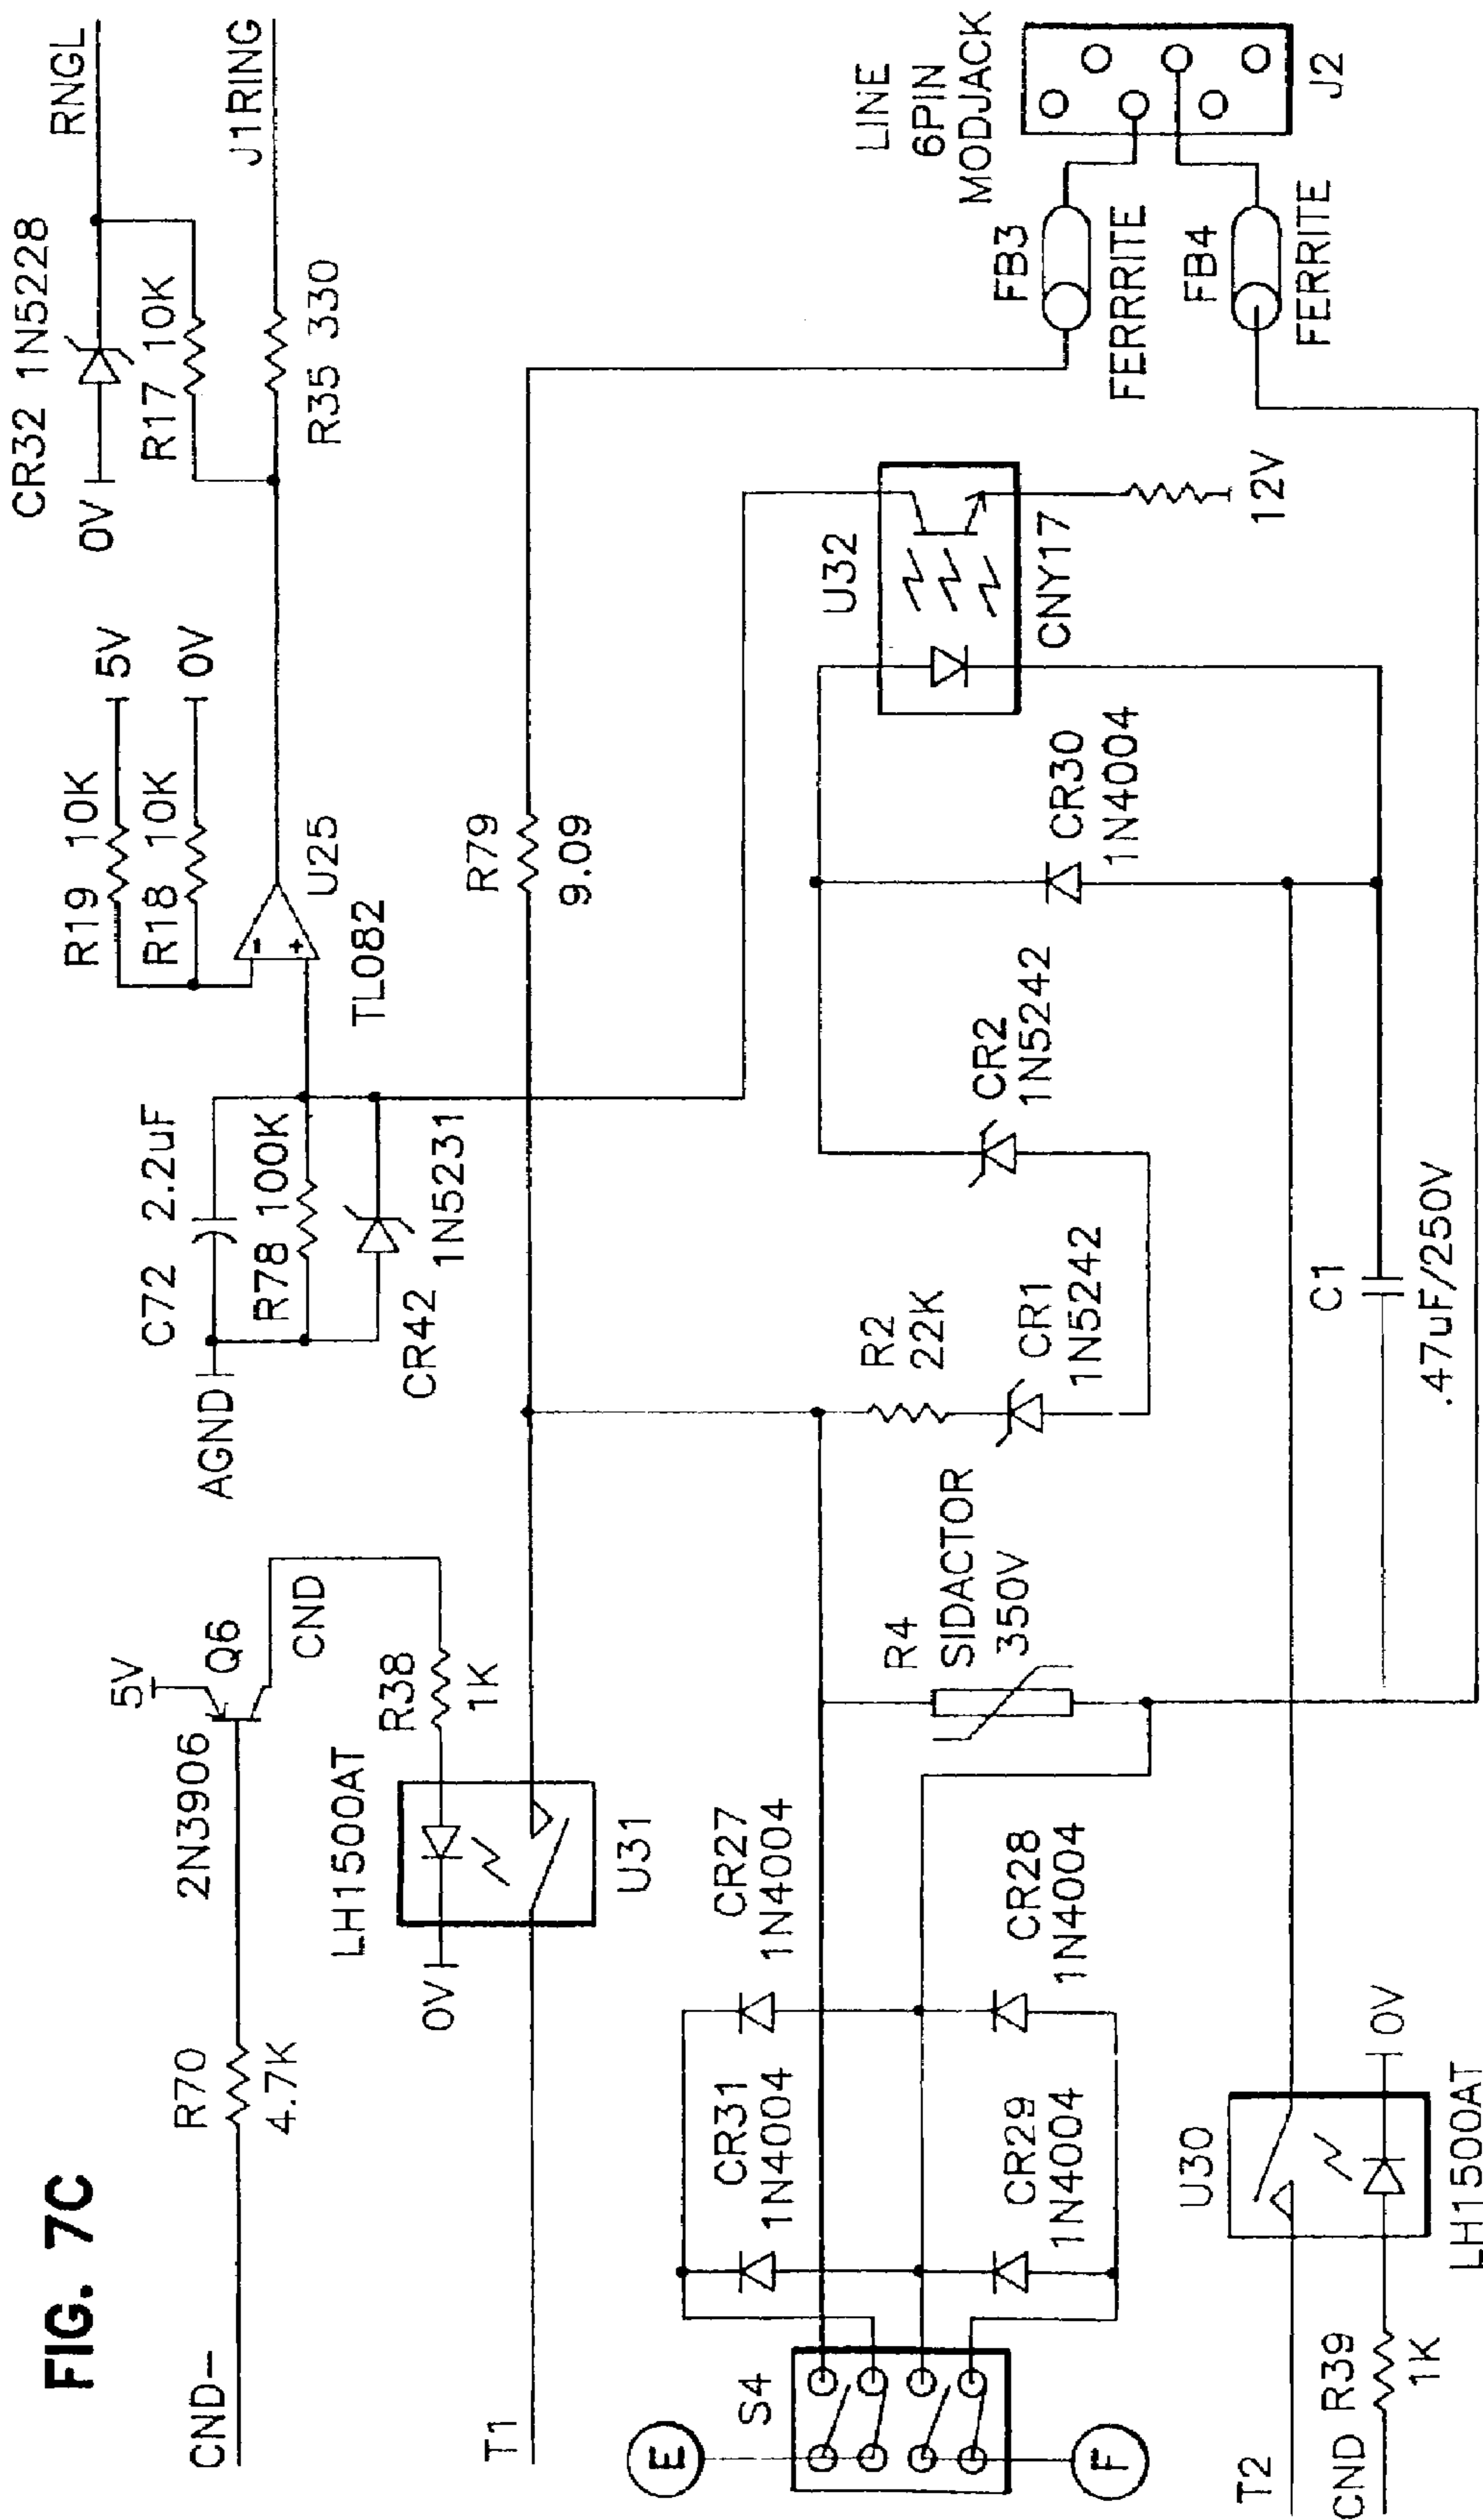 FIG. 7C
CND-
R70
4.7K
2N3906
5V
Q6
CND
LH1500AT
R38
1K
0V
U31
T1
AGND
C72 2.2uF
R78 100K
CR42
1N5231
R19 10K
5V
R18 10K
0V
-
+
U25
TL082
CR32 1N5228
0V
R17 10K
R35 330
RNGL
J1RING
R79
9.09
E
S4
F
CR31
1N4004
CR27
1N4004
CR29
1N4004
CR28
1N4004
R4
SIDACTOR
350V
R2
22K
CR1
1N5242
CR2
1N5242
CR30
1N4004
U32
CNY17
12V
FB3
FERRRITE
FB4
FERRITE
LINE
6PIN
MODJACK
J2
C1
.47uF/250V
T2
U30
0V
LH1500AT
CND R39
1K